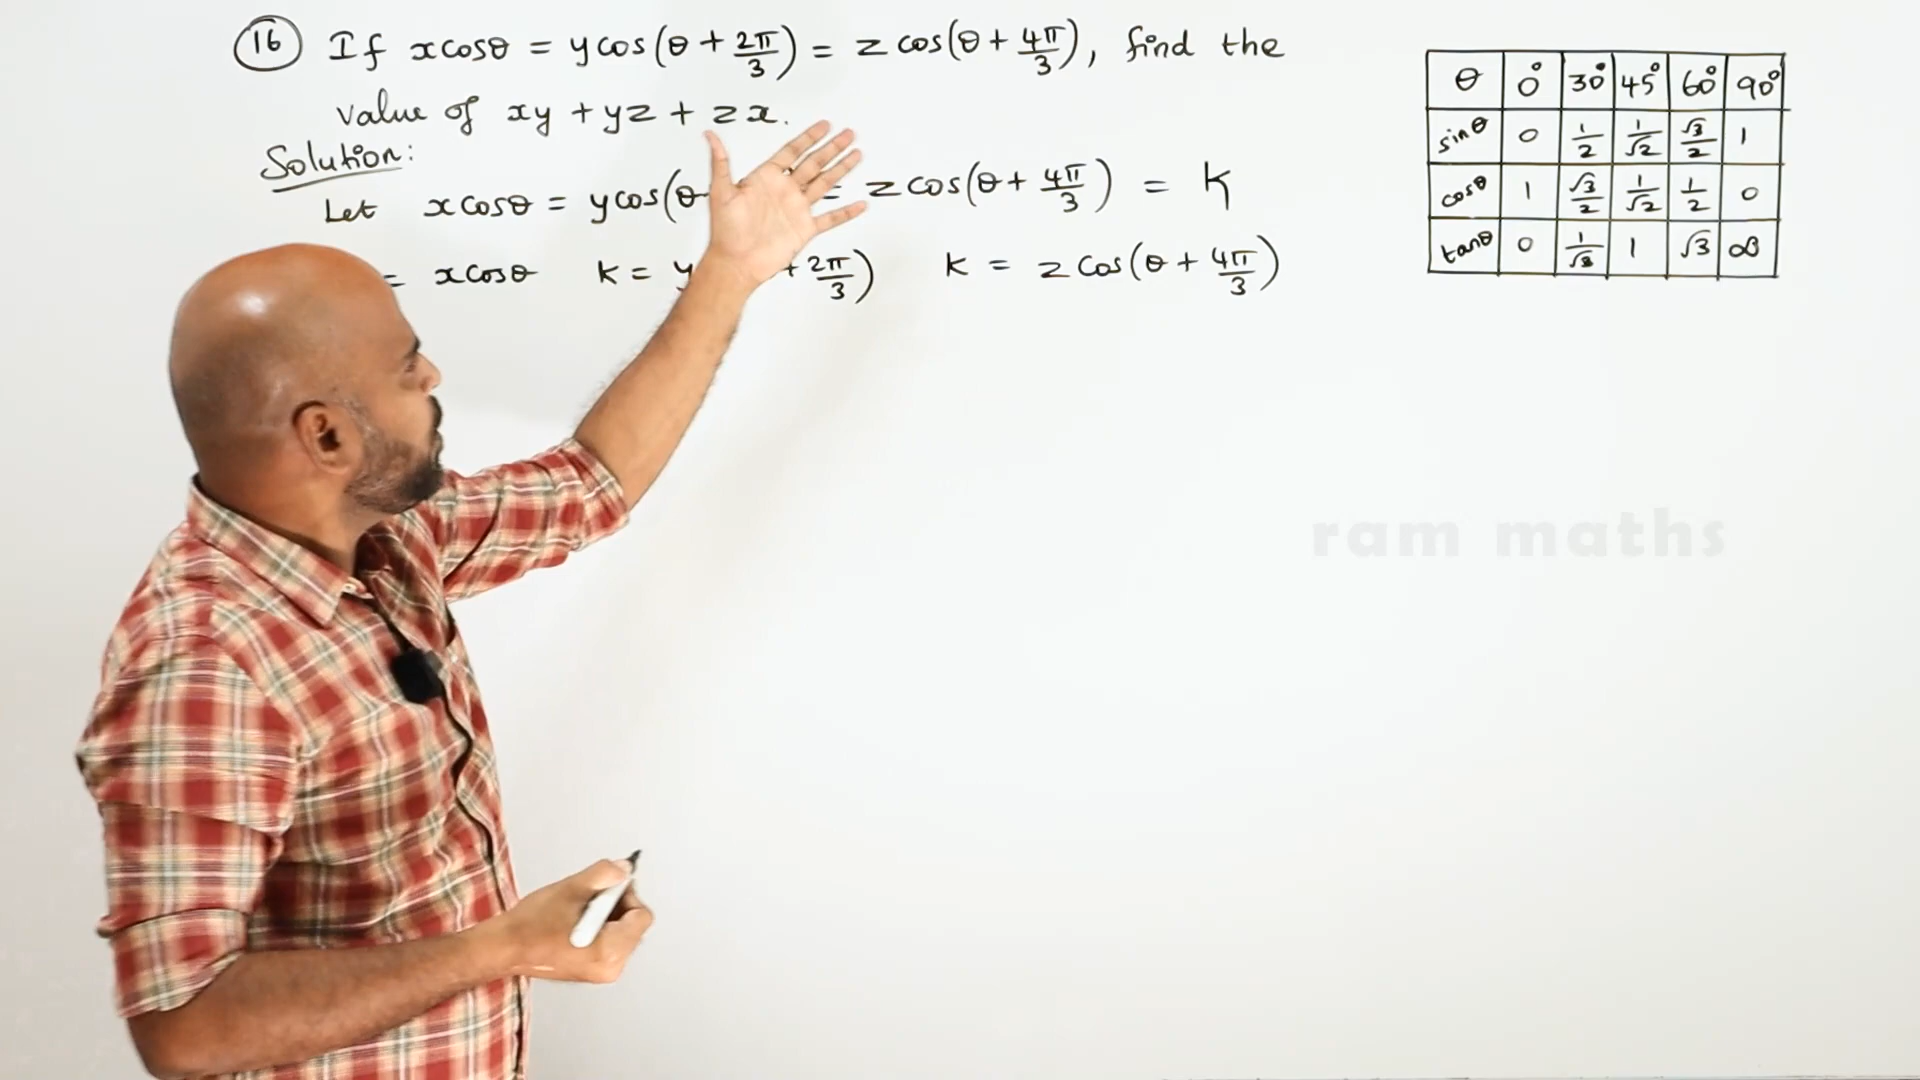 16 If xcosθ = ycos(θ + 2π/3) = z cos(θ + 4π/3), find the
value of xy + yz + zx.
Solution:
Let xcosθ = ycos(θ = z cos(θ + 4π/3) = K
= xcosθ K = y + 2π/3) K = z cos(θ + 4π/3)
θ 0° 30° 45° 60° 90°
sinθ 0 1/2 1/√2 √3/2 1
cosθ 1 √3/2 1/√2 1/2 0
tanθ 0 1/√3 1 √3 ∞
ram maths